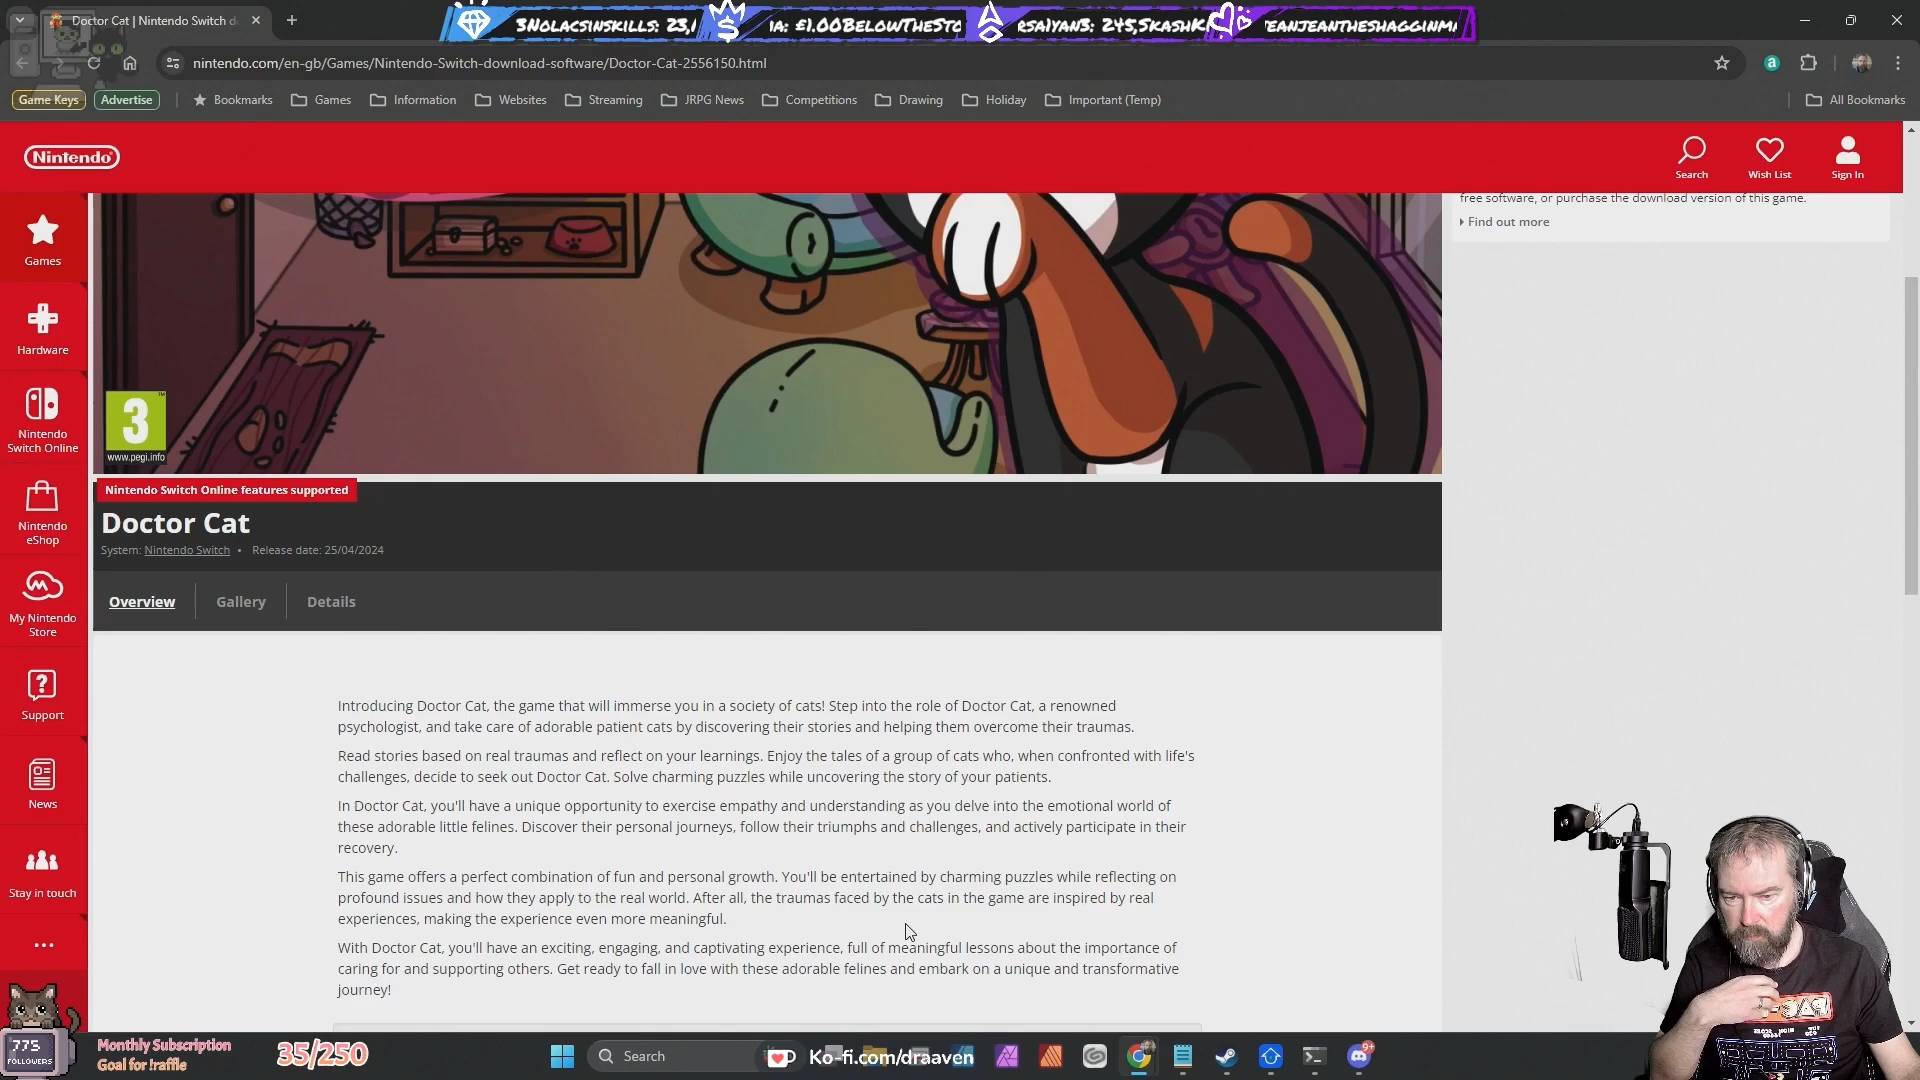 Doctor Cat | Nintendo Switch d
3NOLACSINSKILLS: 23,
IA: £1.00BELOWTHESTO
RSAIYAN3: 245,SKASHK
EANJEANTHESHAGGINMA
nintendo.com/en-gb/Games/Nintendo-Switch-download-software/Doctor-Cat-2556150.html
Game Keys
Advertise
Bookmarks
Games
Information
Websites
Streaming
JRPG News
Competitions
Drawing
Holiday
Important (Temp)
All Bookmarks
Nintendo
Search
Wish List
Sign In
free software, or purchase the download version of this game.
Find out more
Games
Hardware
Nintendo
Switch Online
Nintendo
eShop
My Nintendo
Store
Support
News
Stay in touch
3
www.pegi.info
Nintendo Switch Online features supported
Doctor Cat
System: Nintendo Switch • Release date: 25/04/2024
Overview
Gallery
Details
Introducing Doctor Cat, the game that will immerse you in a society of cats! Step into the role of Doctor Cat, a renowned
psychologist, and take care of adorable patient cats by discovering their stories and helping them overcome their traumas.
Read stories based on real traumas and reflect on your learnings. Enjoy the tales of a group of cats who, when confronted with life's
challenges, decide to seek out Doctor Cat. Solve charming puzzles while uncovering the story of your patients.
In Doctor Cat, you'll have a unique opportunity to exercise empathy and understanding as you delve into the emotional world of
these adorable little felines. Discover their personal journeys, follow their triumphs and challenges, and actively participate in their
recovery.
This game offers a perfect combination of fun and personal growth. You'll be entertained by charming puzzles while reflecting on
profound issues and how they apply to the real world. After all, the traumas faced by the cats in the game are inspired by real
experiences, making the experience even more meaningful.
With Doctor Cat, you'll have an exciting, engaging, and captivating experience, full of meaningful lessons about the importance of
caring for and supporting others. Get ready to fall in love with these adorable felines and embark on a unique and transformative
journey!
775
FOLLOWERS
Monthly Subscription
Goal for !raffle
35/250
Search
Ko-fi.com/draaven
9+